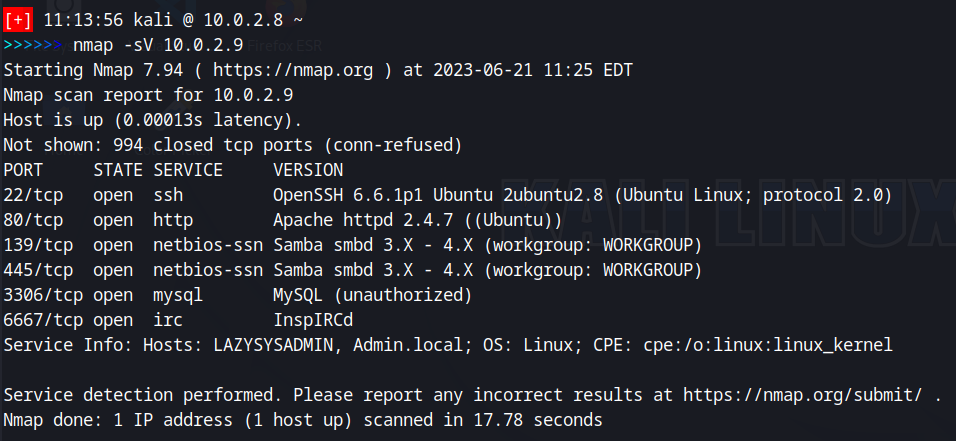 [+] 11:13:56 kali @ 10.0.2.8 ~
>>>>>> nmap -sV 10.0.2.9 Firefox ESR
Starting Nmap 7.94 ( https://nmap.org ) at 2023-06-21 11:25 EDT
Nmap scan report for 10.0.2.9
Host is up (0.00013s latency).
Not shown: 994 closed tcp ports (conn-refused)
PORT     STATE SERVICE     VERSION
22/tcp   open  ssh         OpenSSH 6.6.1p1 Ubuntu 2ubuntu2.8 (Ubuntu Linux; protocol 2.0)
80/tcp   open  http        Apache httpd 2.4.7 ((Ubuntu))
139/tcp  open  netbios-ssn Samba smbd 3.X - 4.X (workgroup: WORKGROUP)
445/tcp  open  netbios-ssn Samba smbd 3.X - 4.X (workgroup: WORKGROUP)
3306/tcp open  mysql       MySQL (unauthorized)
6667/tcp open  irc         InspIRCd
Service Info: Hosts: LAZYSYSADMIN, Admin.local; OS: Linux; CPE: cpe:/o:linux:linux_kernel
KALI LINUX
Service detection performed. Please report any incorrect results at https://nmap.org/submit/ .
Nmap done: 1 IP address (1 host up) scanned in 17.78 seconds